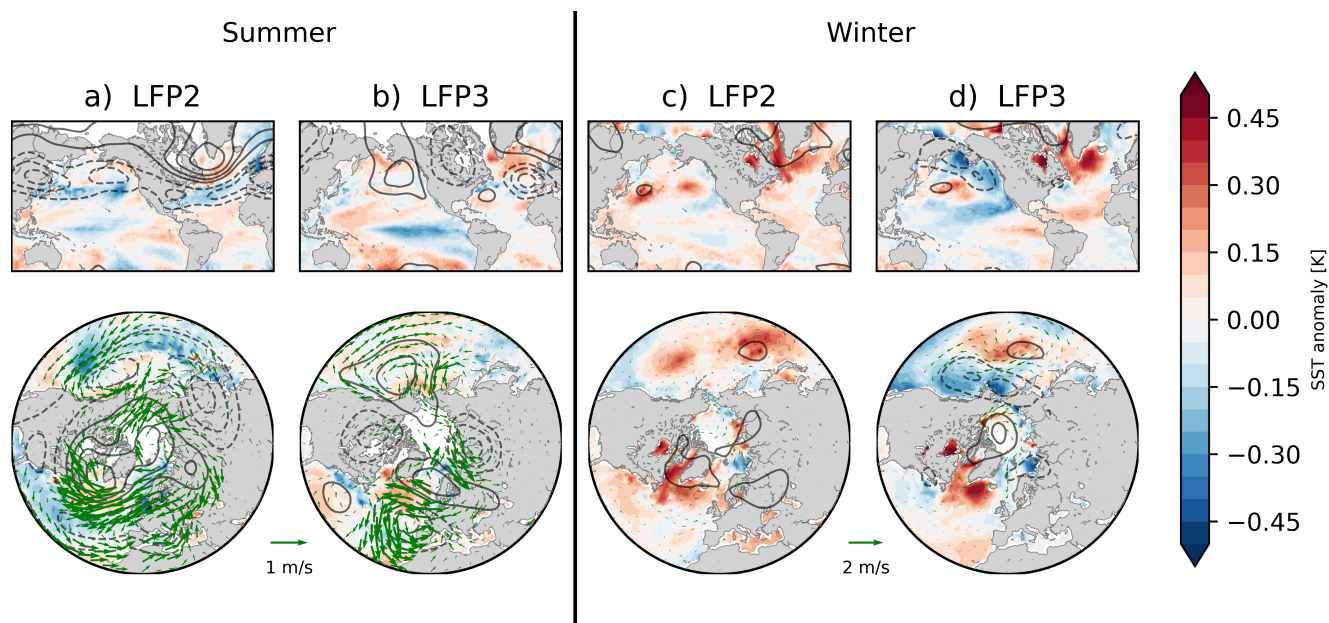 Summer
Winter
a) LFP2
b) LFP3
c) LFP2
d) LFP3
0.45
0.30
0.15
0.00
−0.15
−0.30
−0.45
SST anomaly [K]
1 m/s
2 m/s